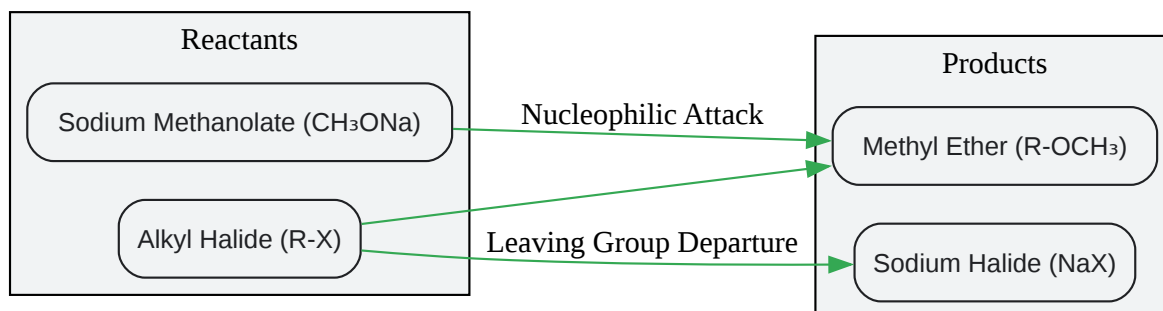 Reactants
Sodium Methanolate (CH₃ONa)
Alkyl Halide (R-X)
Nucleophilic Attack
Leaving Group Departure
Products
Methyl Ether (R-OCH₃)
Sodium Halide (NaX)